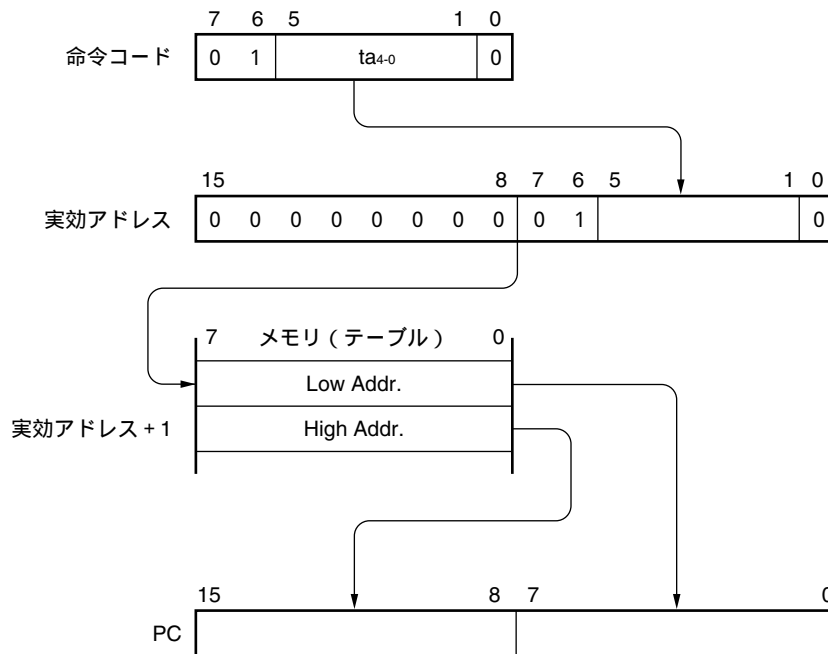 7 6 5 1 0
命令コード 0 1 ta4-0 0
15 8 7 6 5 1 0
実効アドレス 0 0 0 0 0 0 0 0 0 1 0
7 メモリ(テーブル) 0
Low Addr.
実効アドレス+1 High Addr.
15 8 7 0
PC